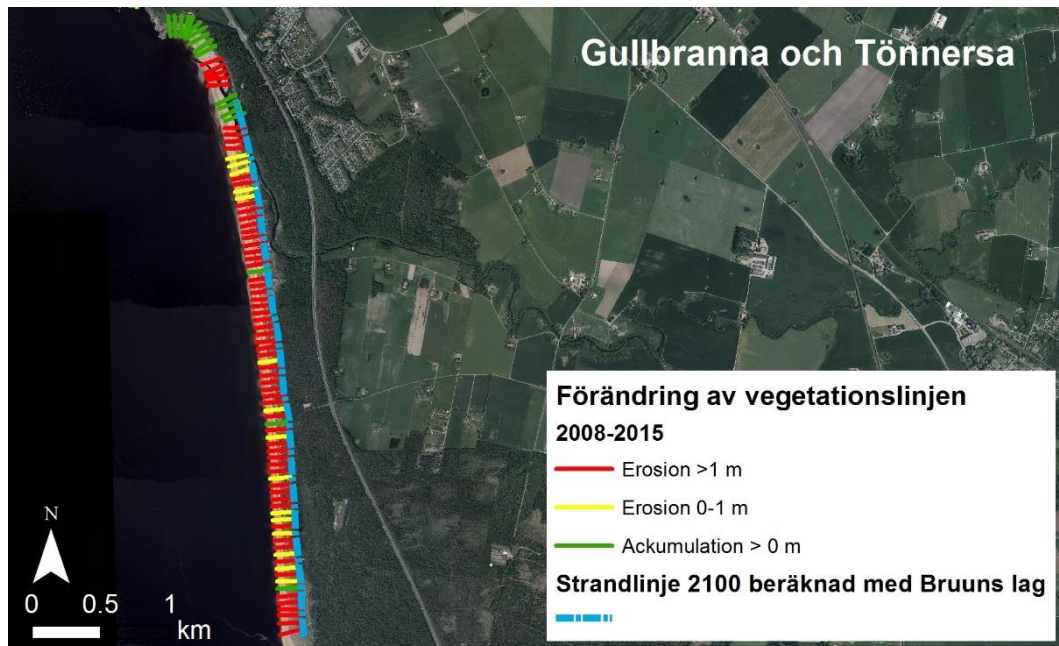 Gullbranna och Tönnersa
Förändring av vegetationslinjen
2008-2015
Erosion >1 m
Erosion 0-1 m
Ackumulation > 0 m
Strandlinje 2100 beräknad med Bruuns lag
N
0 0.5 1
km